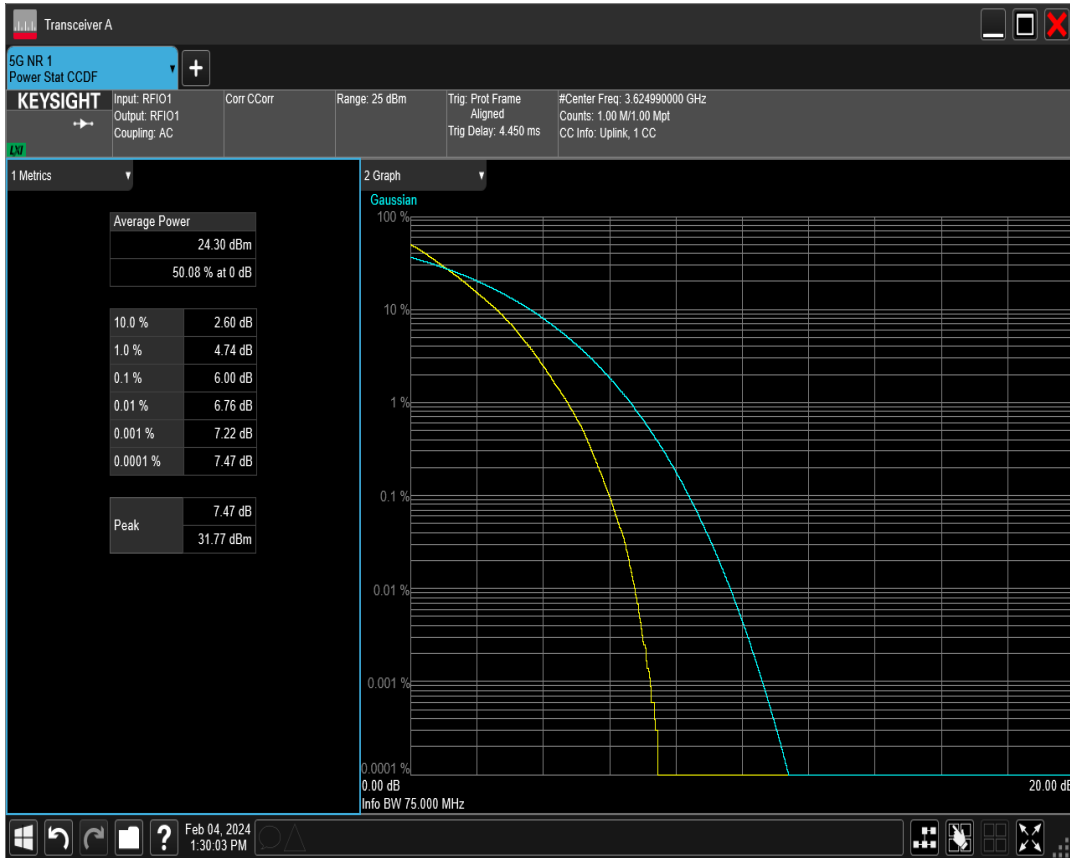 Transceiver A
5G NR 1
Power Stat CCDF
KEYSIGHT
Input: RFIO1
Output: RFIO1
Coupling: AC
Corr CCorr
Range: 25 dBm
Trig: Prot Frame
Aligned
Trig Delay: 4.450 ms
#Center Freq: 3.624990000 GHz
Counts: 1.00 M/1.00 Mpt
CC Info: Uplink, 1 CC
LXI
1 Metrics
Average Power
24.30 dBm
50.08 % at 0 dB
10.0 % 2.60 dB
1.0 % 4.74 dB
0.1 % 6.00 dB
0.01 % 6.76 dB
0.001 % 7.22 dB
0.0001 % 7.47 dB
Peak
7.47 dB
31.77 dBm
2 Graph
Gaussian
100 %
10 %
1 %
0.1 %
0.01 %
0.001 %
0.0001 %
0.00 dB
20.00 dB
Info BW 75.000 MHz
?
Feb 04, 2024
1:30:03 PM